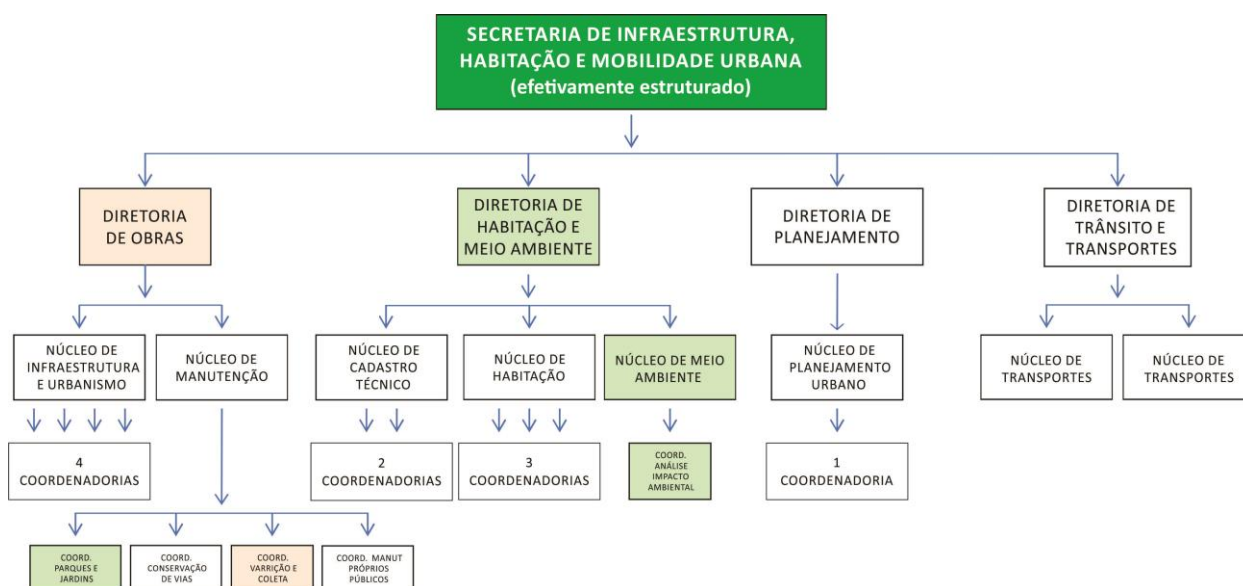 SECRETARIA DE INFRAESTRUTURA,
HABITAÇÃO E MOBILIDADE URBANA
(efetivamente estruturado)
DIRETORIA
DE OBRAS
DIRETORIA DE
HABITAÇÃO E
MEIO AMBIENTE
DIRETORIA DE
PLANEJAMENTO
DIRETORIA DE
TRÂNSITO E
TRANSPORTES
NÚCLEO DE
INFRAESTRUTURA
E URBANISMO
NÚCLEO DE
MANUTENÇÃO
NÚCLEO DE
CADASTRO
TÉCNICO
NÚCLEO DE
HABITAÇÃO
NÚCLEO DE MEIO
AMBIENTE
NÚCLEO DE
PLANEJAMENTO
URBANO
NÚCLEO DE
TRANSPORTES
NÚCLEO DE
TRANSPORTES
4
COORDENADORIAS
2
COORDENADORIAS
3
COORDENADORIAS
COORD.
ANÁLISE
IMPACTO
AMBIENTAL
1
COORDENADORIA
COORD.
PARQUES E
JARDINS
COORD.
CONSERVAÇÃO
DE VIAS
COORD.
VARRIÇÃO E
COLETA
COORD. MANUT
PRÓPRIOS
PÚBLICOS